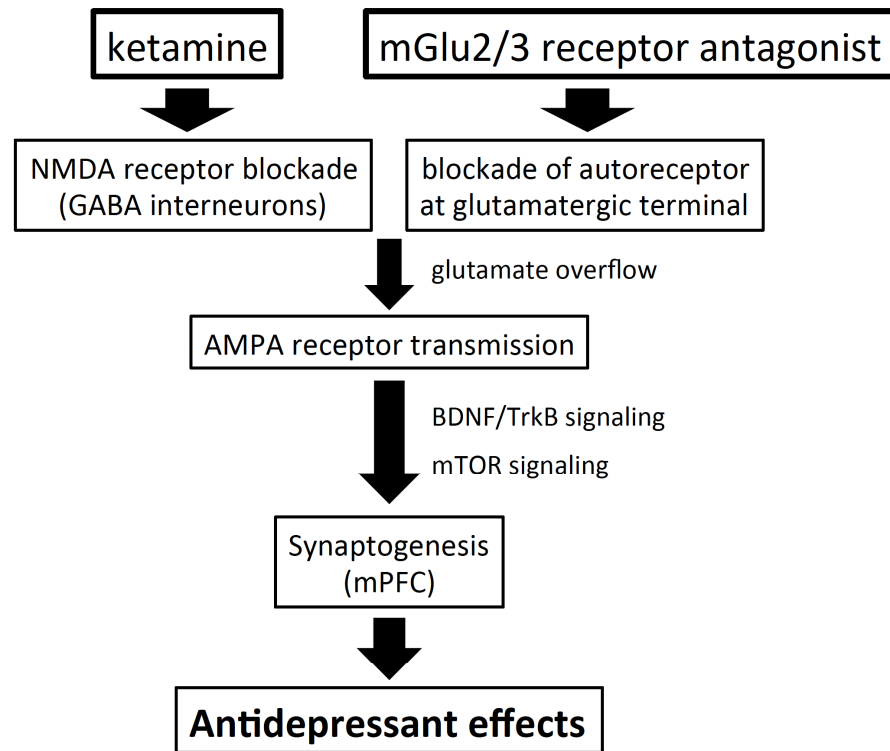 ketamine
mGlu2/3 receptor antagonist
NMDA receptor blockade
(GABA interneurons)
blockade of autoreceptor
at glutamatergic terminal
glutamate overflow
AMPA receptor transmission
BDNF/TrkB signaling
mTOR signaling
Synaptogenesis
(mPFC)
Antidepressant effects